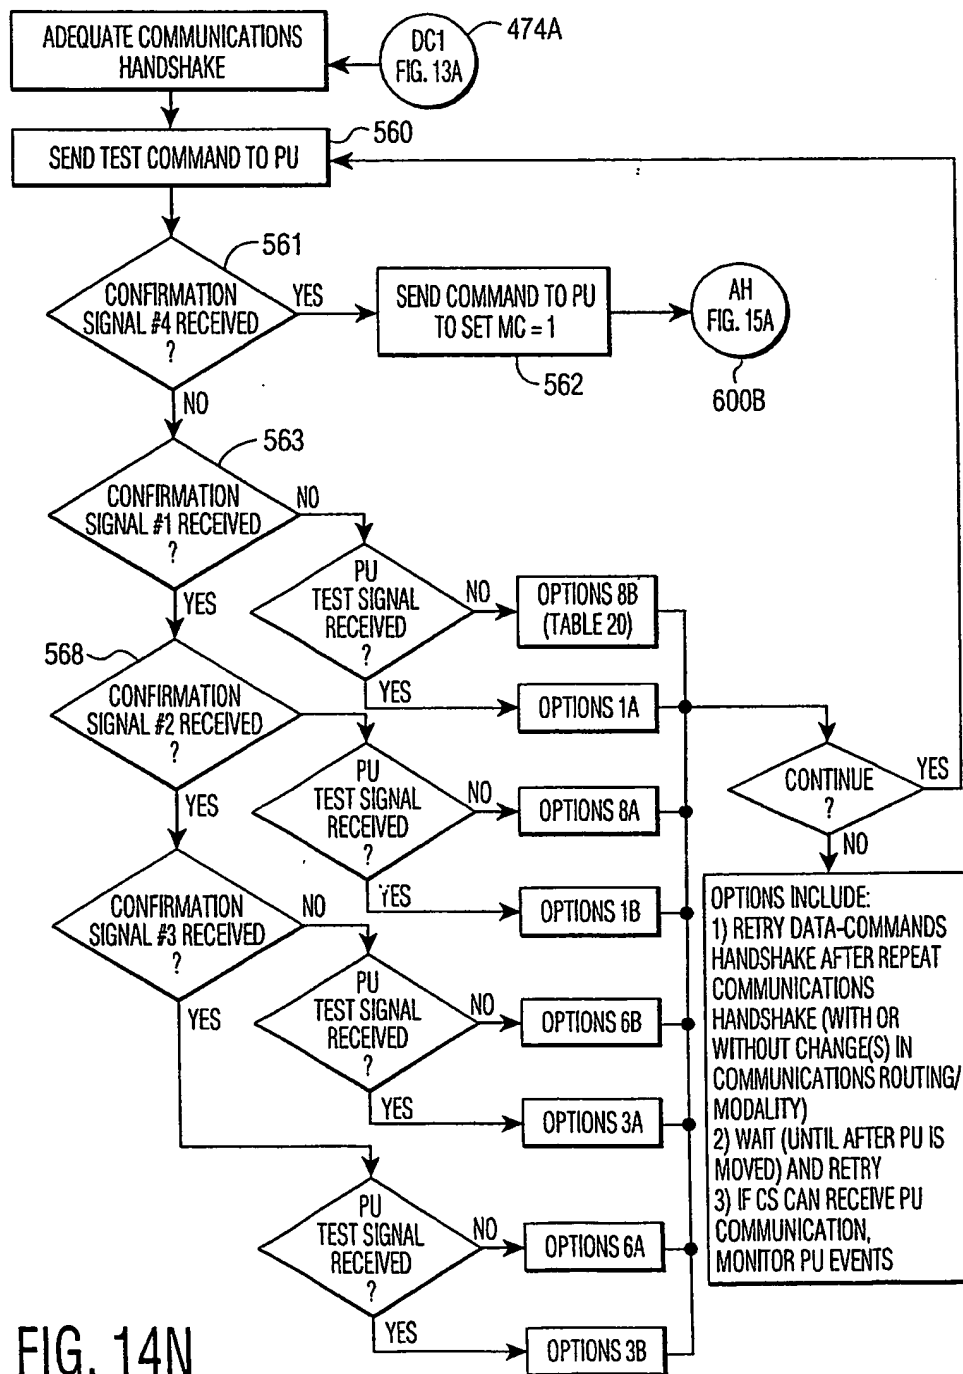 ADEQUATE COMMUNICATIONS
HANDSHAKE
DC1
FIG. 13A
474A
560
SEND TEST COMMAND TO PU
561
CONFIRMATION
SIGNAL #4 RECEIVED
?
YES
SEND COMMAND TO PU
TO SET MC = 1
562
AH
FIG. 15A
600B
NO
563
CONFIRMATION
SIGNAL #1 RECEIVED
?
NO
YES
PU
TEST SIGNAL
RECEIVED
?
NO
OPTIONS 8B
(TABLE 20)
YES
OPTIONS 1A
568
CONFIRMATION
SIGNAL #2 RECEIVED
?
YES
PU
TEST SIGNAL
RECEIVED
?
NO
OPTIONS 8A
YES
OPTIONS 1B
CONTINUE
?
YES
NO
CONFIRMATION
SIGNAL #3 RECEIVED
?
NO
YES
PU
TEST SIGNAL
RECEIVED
?
NO
OPTIONS 6B
YES
OPTIONS 3A
PU
TEST SIGNAL
RECEIVED
?
NO
OPTIONS 6A
YES
OPTIONS 3B
OPTIONS INCLUDE:
1) RETRY DATA-COMMANDS
HANDSHAKE AFTER REPEAT
COMMUNICATIONS
HANDSHAKE (WITH OR
WITHOUT CHANGE(S) IN
COMMUNICATIONS ROUTING/
MODALITY)
2) WAIT (UNTIL AFTER PU IS
MOVED) AND RETRY
3) IF CS CAN RECEIVE PU
COMMUNICATION,
MONITOR PU EVENTS
FIG. 14N